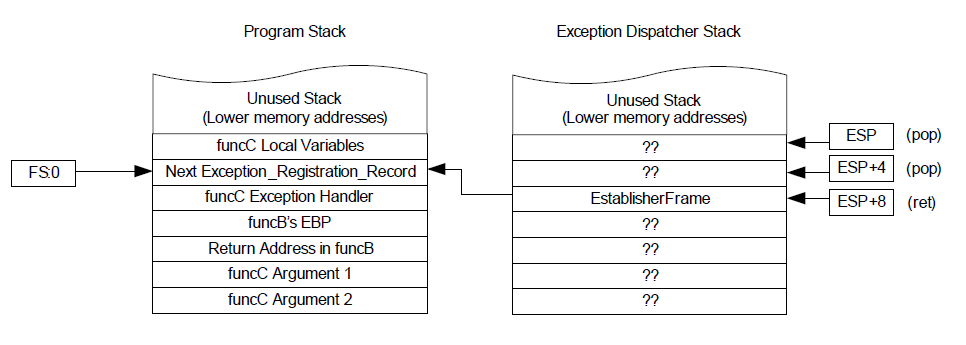 Program Stack
Exception Dispatcher Stack
Unused Stack
(Lower memory addresses)
funcC Local Variables
Next Exception_Registration_Record
funcC Exception Handler
funcB's EBP
Return Address in funcB
funcC Argument 1
funcC Argument 2
FS:0
Unused Stack
(Lower memory addresses)
??
??
EstablisherFrame
??
??
??
??
ESP (pop)
ESP+4 (pop)
ESP+8 (ret)